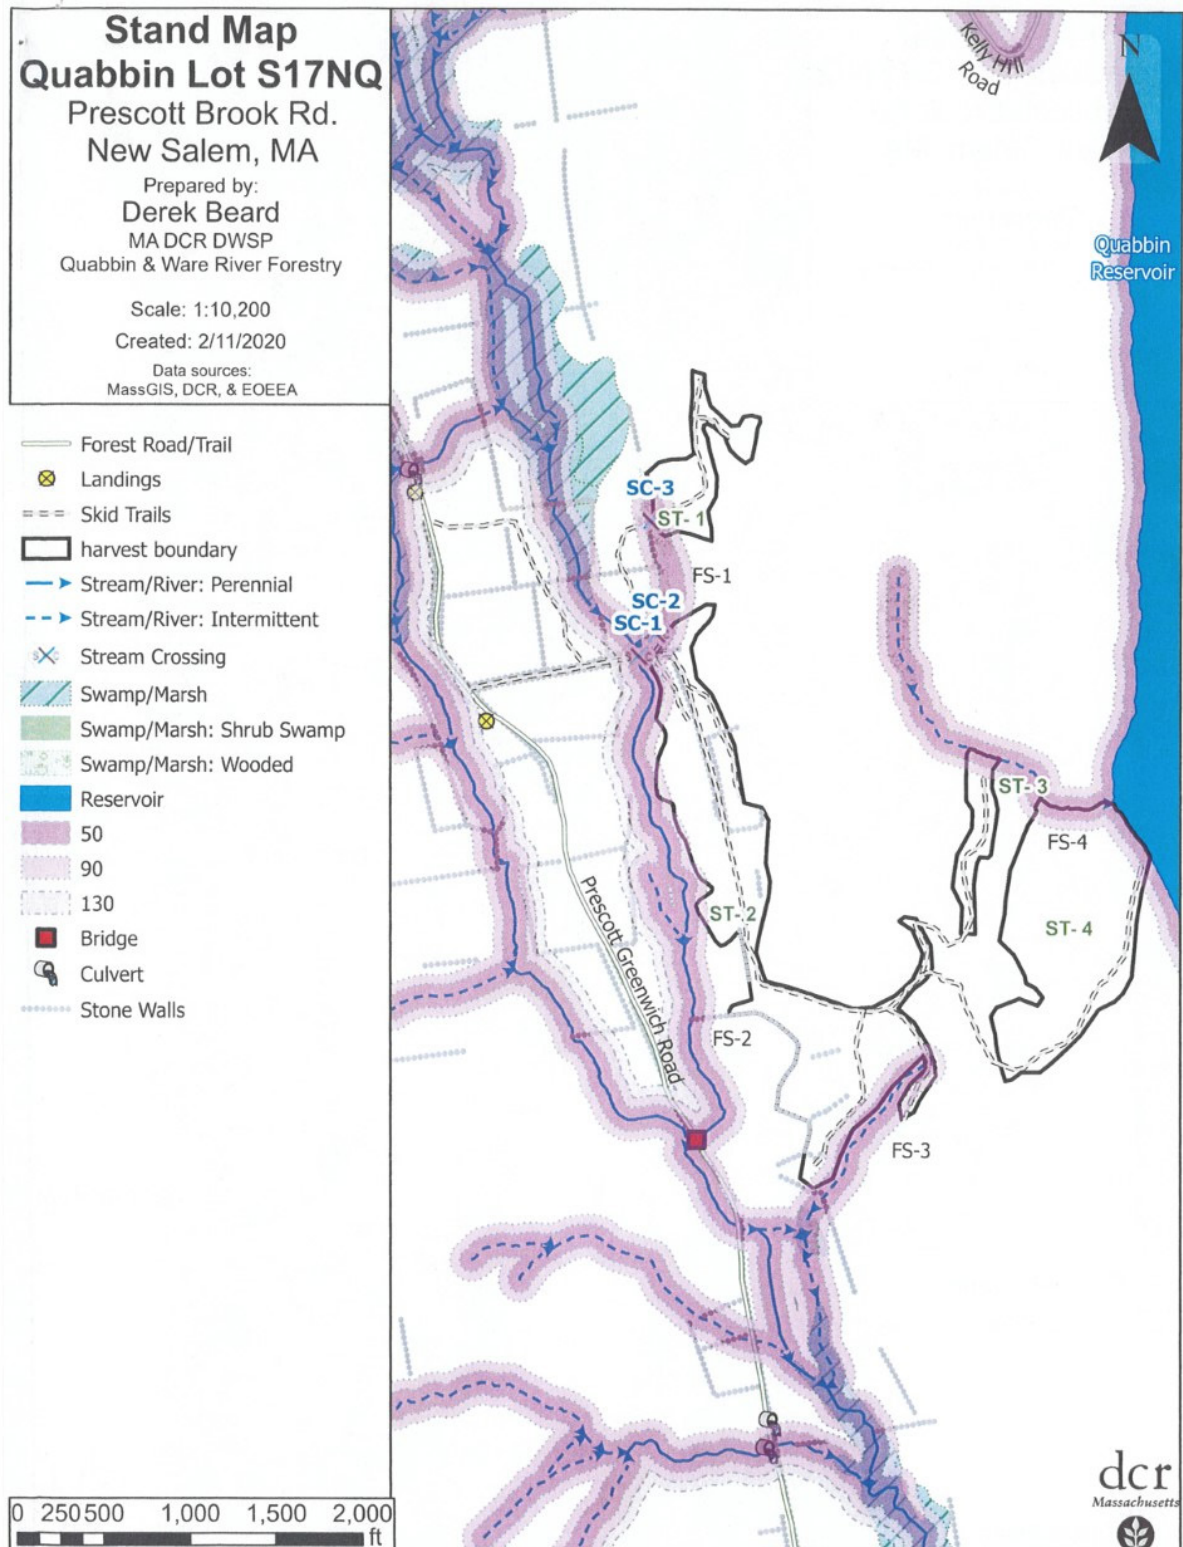 Stand Map
Quabbin Lot S17NQ
Prescott Brook Rd.
New Salem, MA
Prepared by:
Derek Beard
MA DCR DWSP
Quabbin & Ware River Forestry
Scale: 1:10,200
Created: 2/11/2020
Data sources:
MassGIS, DCR, & EOEEA
Forest Road/Trail
Landings
Skid Trails
harvest boundary
Stream/River: Perennial
Stream/River: Intermittent
Stream Crossing
Swamp/Marsh
Swamp/Marsh: Shrub Swamp
Swamp/Marsh: Wooded
Reservoir
50
90
130
Bridge
Culvert
Stone Walls
0 250 500 1,000 1,500 2,000
ft
Kelly Hill
Road
N
Quabbin
Reservoir
SC-3
ST- 1
FS-1
SC-2
SC-1
ST- 3
FS-4
ST- 2
ST- 4
Prescott Greenwich Road
FS-2
FS-3
dcr
Massachusetts